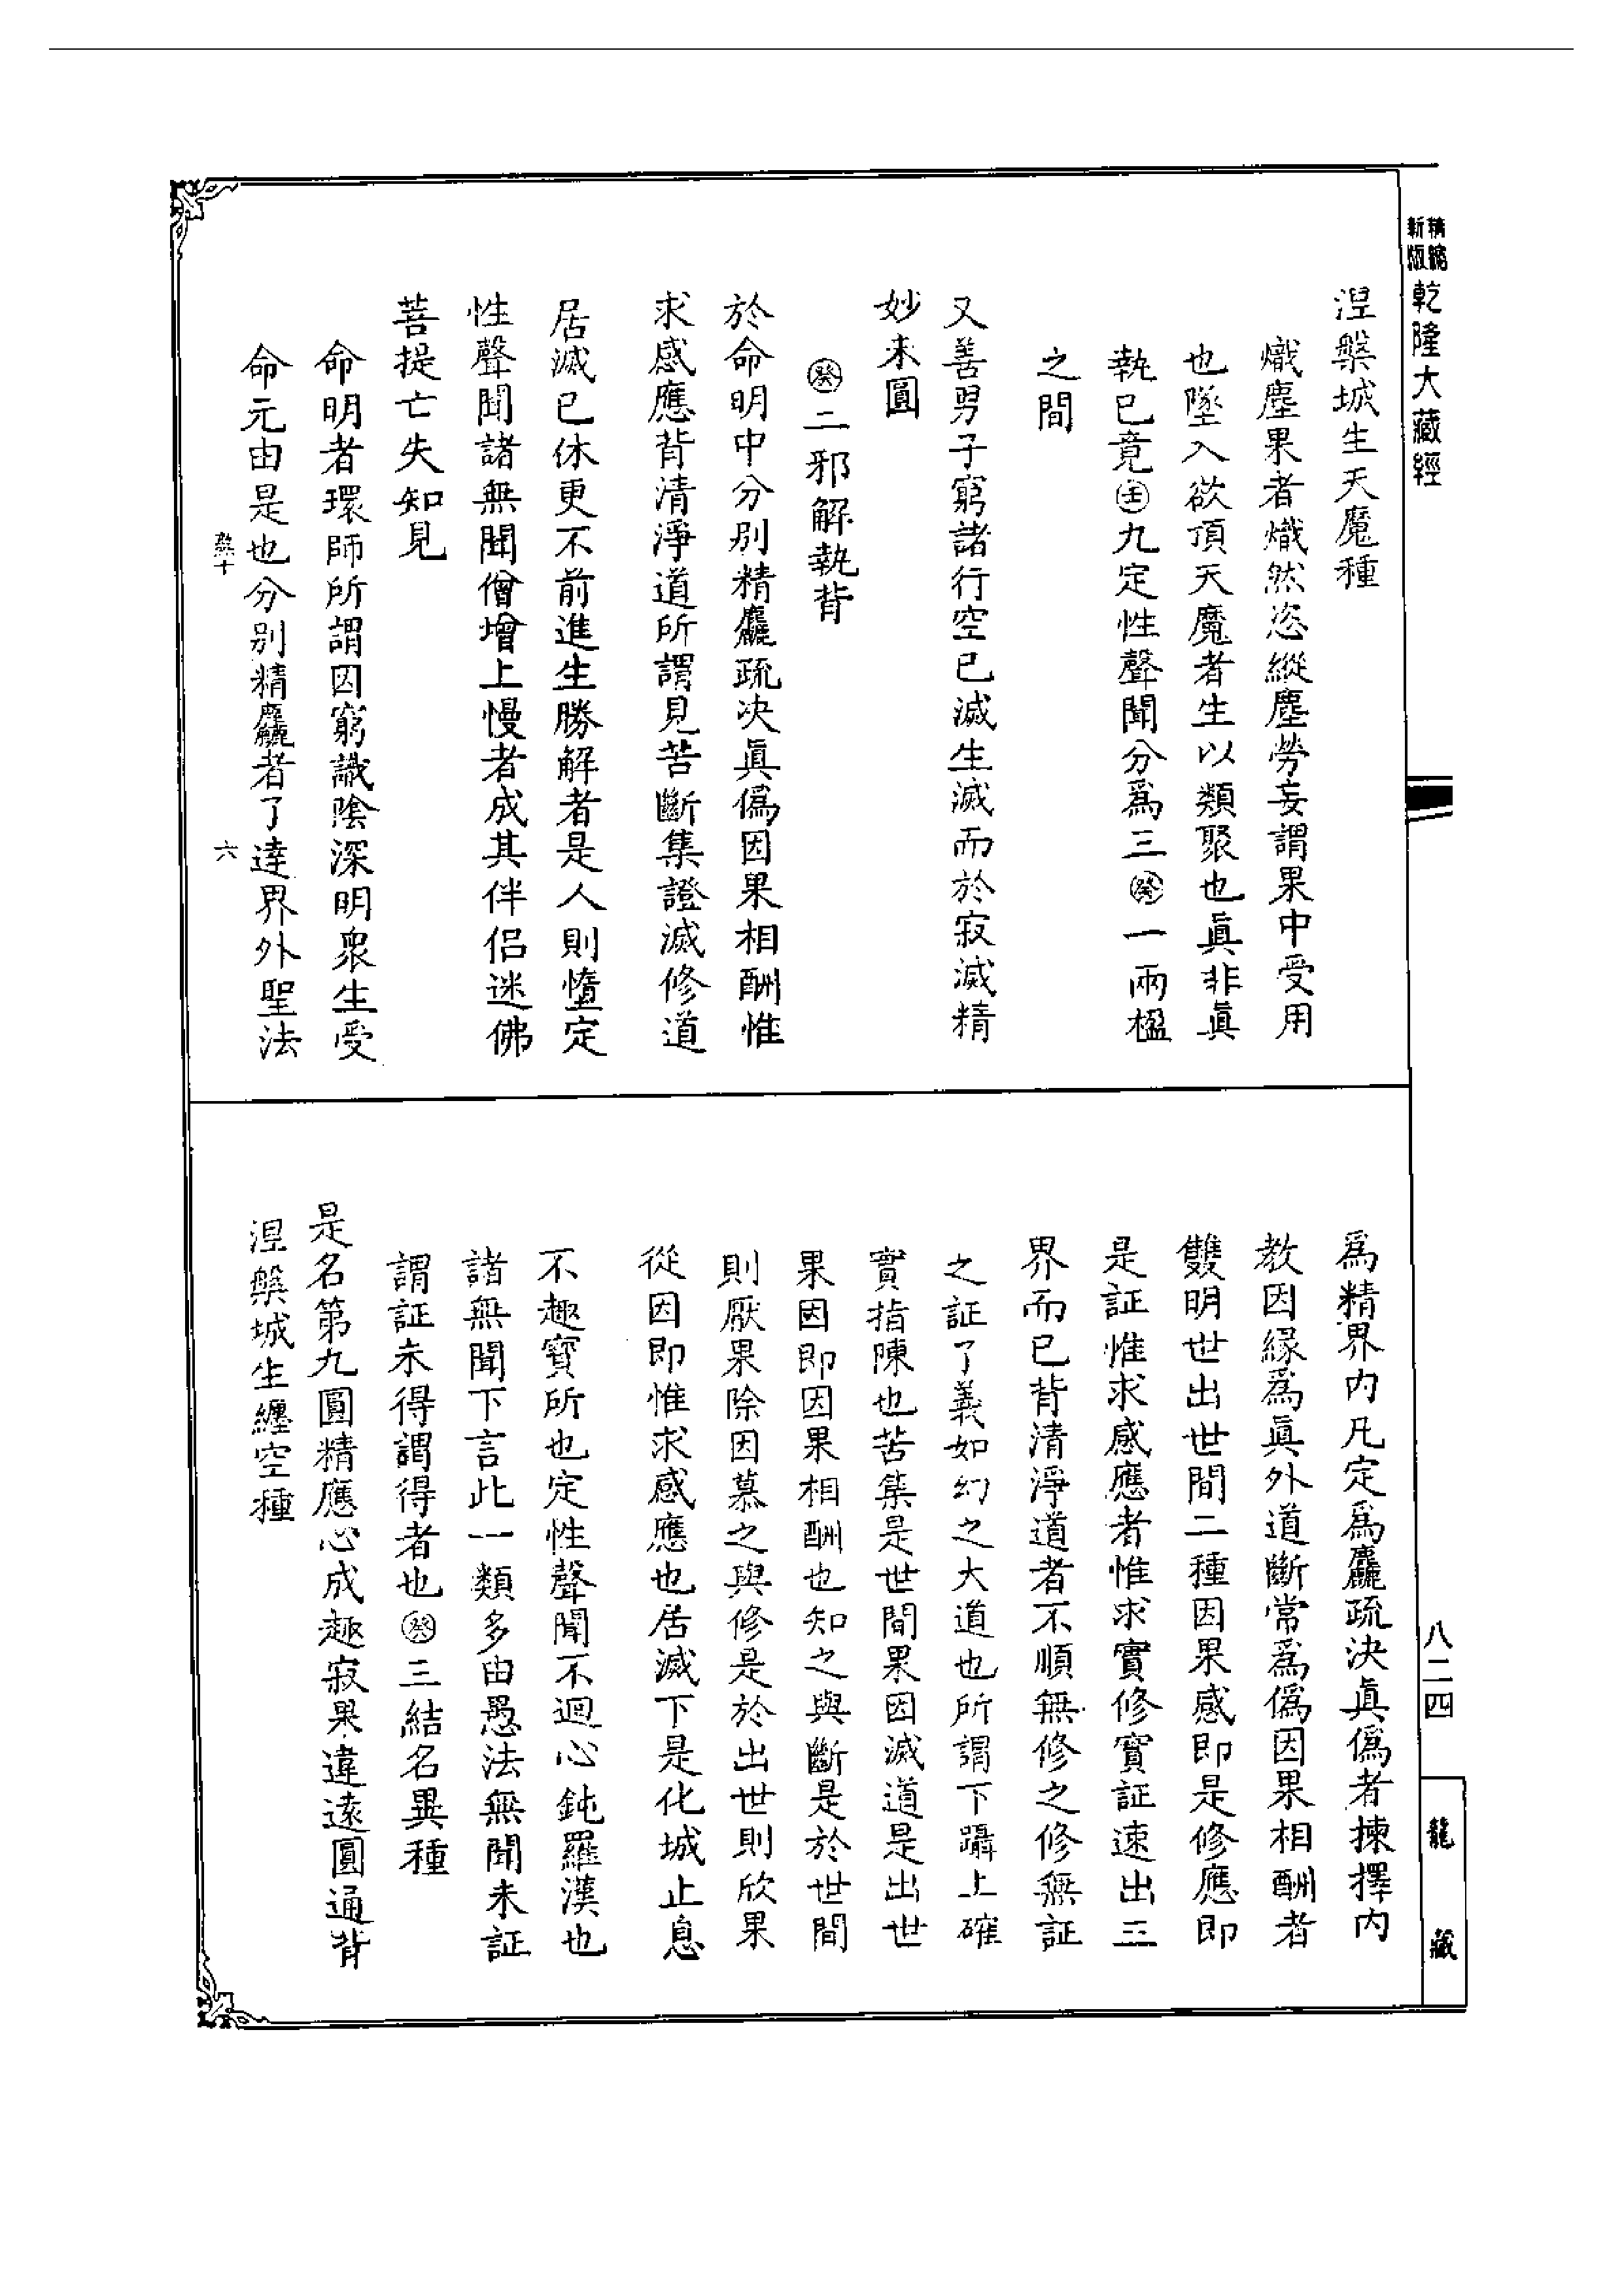 新編
精版
乾隆大藏經
涅槃城生天魔種
熾塵果者熾然恣縱塵勞妄謂果中受用
也墜入欲頂天魔者生以類聚也眞非眞
執已竟㊂九定性聲聞分爲三㊂一兩楹
之間
又善男子窮諸行空已滅生滅而於寂滅精
妙未圓
癸二邪解執背
於命明中分別精麤疏决眞僞因果相酬惟
求感應背清淨道所謂見苦斷集證滅修道
居滅已休更不前進生勝解者是人則墮定
性聲聞諸無聞僧增上慢者成其伴侶迷佛
菩提亡失知見
命明者環師所謂因窮識陰深明衆生受
命元由是也分別精麤者了達界外聖法
六
爲精界內凡定爲麤疏決眞僞者揀擇內
教因緣爲眞外道斷常爲僞因果相酬者
雙明世出世間二種因果感即是修應即
是証惟求感應者惟求實修實証速出三
界而已背清淨道者不順無修之修無証
之証了義如幻之大道也所謂下躡上確
實指陳也苦集是世間果因滅道是出世
果因即因果相酬也知之與斷是於世間
則厭果除因慕之與修是於出世則欣果
從因即惟求感應也居滅下是化城止息
不趣寳所也定性聲聞不迴心鈍羅漢也
諸無聞下言此一類多由愚法無聞未証
謂証未得謂得者也癸三結名異種
是名第九圓精應心成趣寂果違遠圓通背
涅槃城生纏空種
八二四
龍藏